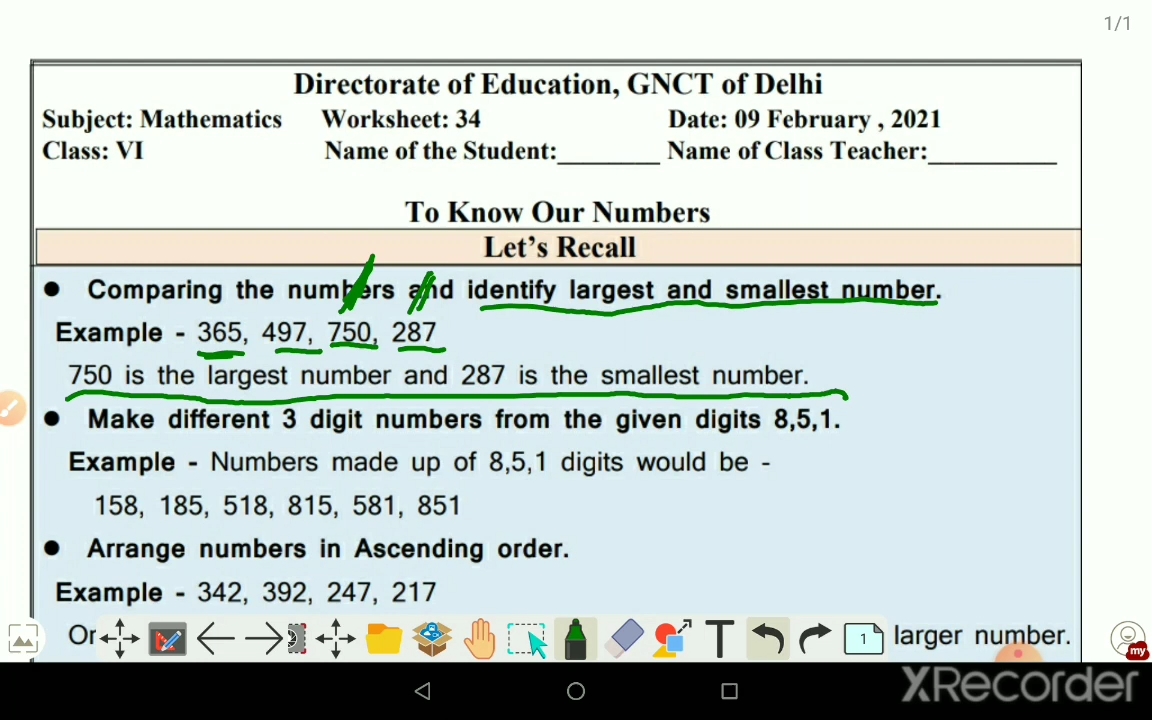 1/1
Directorate of Education, GNCT of Delhi
Subject: Mathematics Worksheet: 34 Date: 09 February , 2021
Class: VI Name of the Student:________ Name of Class Teacher:__________
To Know Our Numbers
Let's Recall
● Comparing the numbers and identify largest and smallest number.
Example - 365, 497, 750, 287
750 is the largest number and 287 is the smallest number.
● Make different 3 digit numbers from the given digits 8,5,1.
Example - Numbers made up of 8,5,1 digits would be -
158, 185, 518, 815, 581, 851
● Arrange numbers in Ascending order.
Example - 342, 392, 247, 217
larger number.
T 1 my
XRecorder